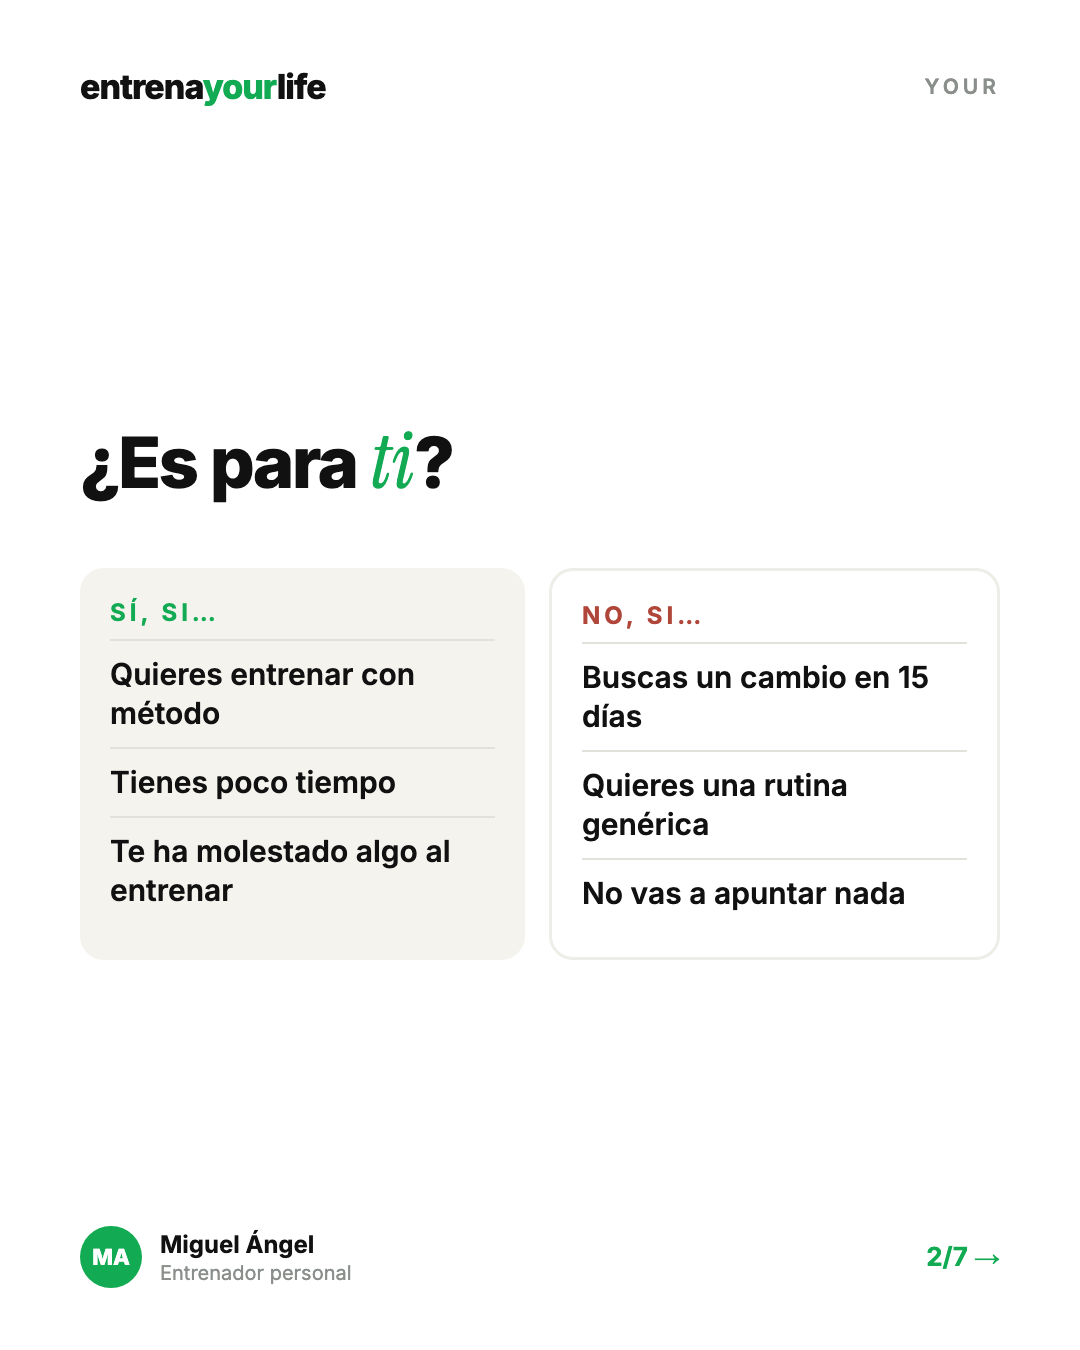 entrenayourlife
YOUR
¿Es para ti?
SÍ, SI...
Quieres entrenar con
método
Tienes poco tiempo
Te ha molestado algo al
entrenar
NO, SI...
Buscas un cambio en 15
días
Quieres una rutina
genérica
No vas a apuntar nada
MA
Miguel Ángel
Entrenador personal
2/7 →